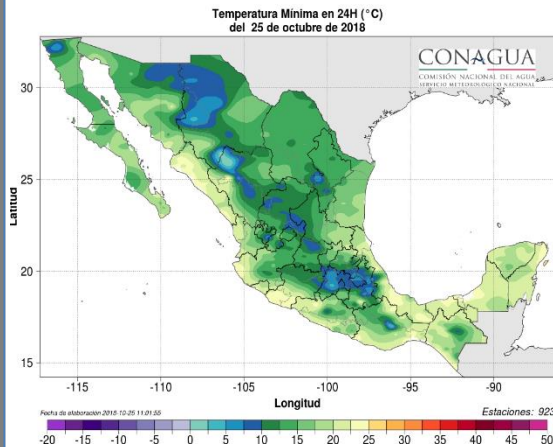 Temperatura Mínima en 24H (°C)
del 25 de octubre de 2018
CONAGUA
COMISIÓN NACIONAL DEL AGUA
SERVICIO METEOROLÓGICO NACIONAL
Latitud
30
25
20
15
-115
-110
-105
-100
-95
-90
Longitud
Fecha de elaboracion 2018-10-25 11:01:55
Estaciones: 923
-20 -15 -10 -5 0 5 10 15 20 25 30 35 40 45 50